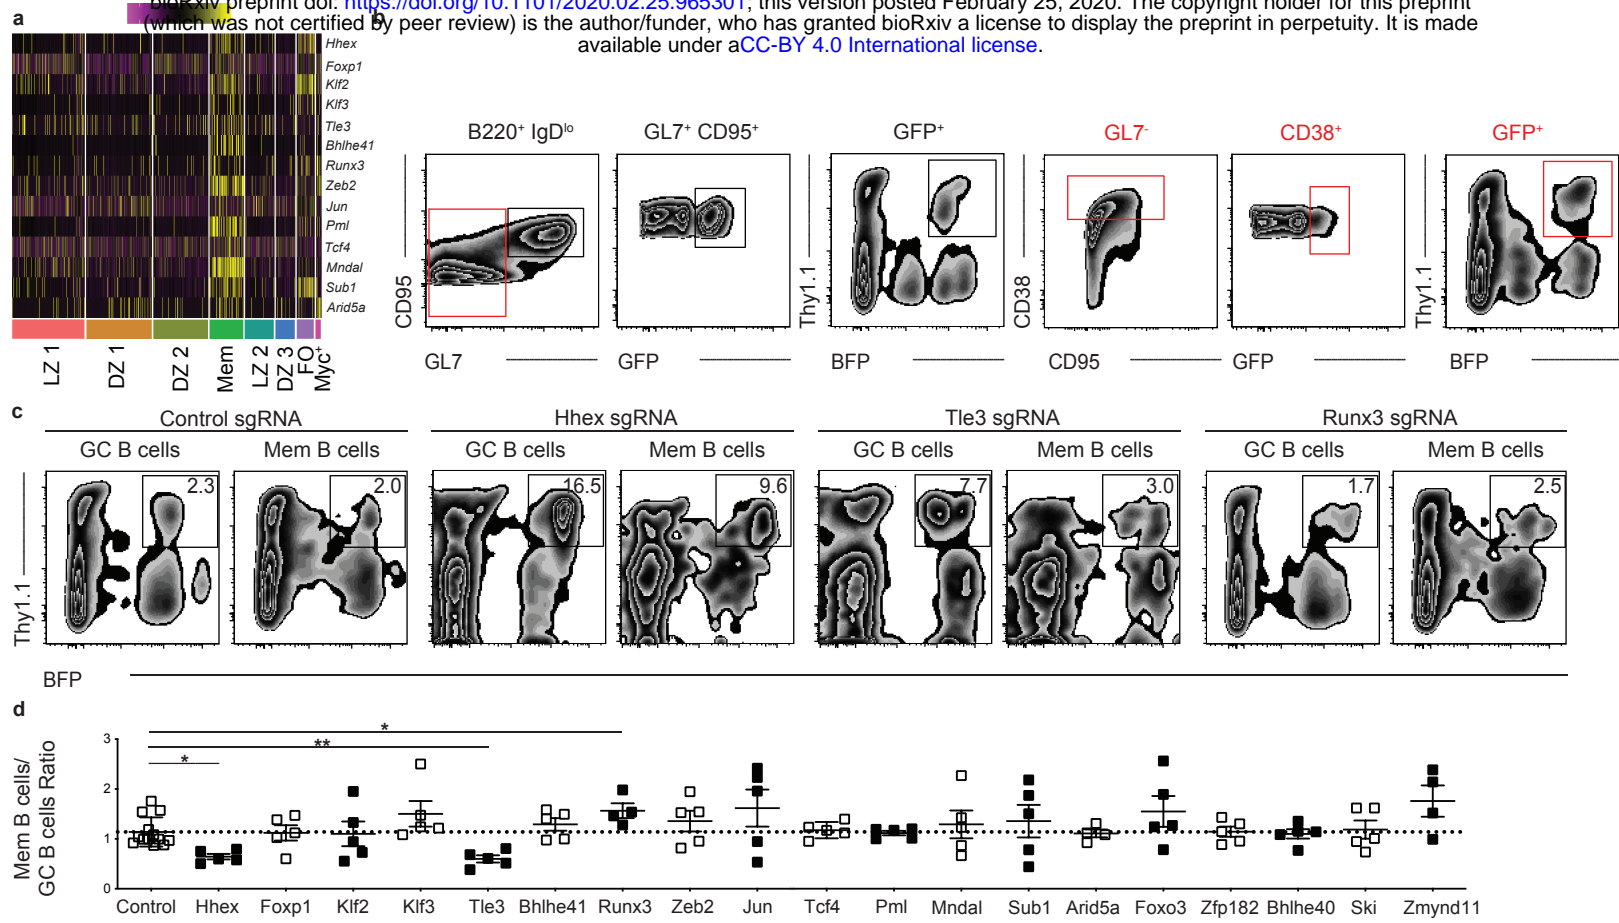 bioRxiv preprint doi: https://doi.org/10.1101/2020.02.25.965301; this version posted February 25, 2020. The copyright holder for this preprint
(which was not certified by peer review) is the author/funder, who has granted bioRxiv a license to display the preprint in perpetuity. It is made
available under aCC-BY 4.0 International license.
a
b
Hhex
Foxp1
Klf2
Klf3
Tle3
Bhlhe41
Runx3
Zeb2
Jun
Pml
Tcf4
Mndal
Sub1
Arid5a
LZ 1
DZ 1
DZ 2
Mem
LZ 2
DZ 3
FO
Myc⁺
B220⁺ IgDˡᵒ
GL7⁺ CD95⁺
GFP⁺
GL7⁻
CD38⁺
GFP⁺
CD95
Thy1.1
CD38
Thy1.1
GL7
GFP
BFP
CD95
GFP
BFP
c
Control sgRNA
Hhex sgRNA
Tle3 sgRNA
Runx3 sgRNA
GC B cells
Mem B cells
GC B cells
Mem B cells
GC B cells
Mem B cells
GC B cells
Mem B cells
2.3
2.0
16.5
9.6
7.7
3.0
1.7
2.5
Thy1.1
BFP
d
Mem B cells/
GC B cells Ratio
3
2
1
0
*
**
*
Control
Hhex
Foxp1
Klf2
Klf3
Tle3
Bhlhe41
Runx3
Zeb2
Jun
Tcf4
Pml
Mndal
Sub1
Arid5a
Foxo3
Zfp182
Bhlhe40
Ski
Zmynd11